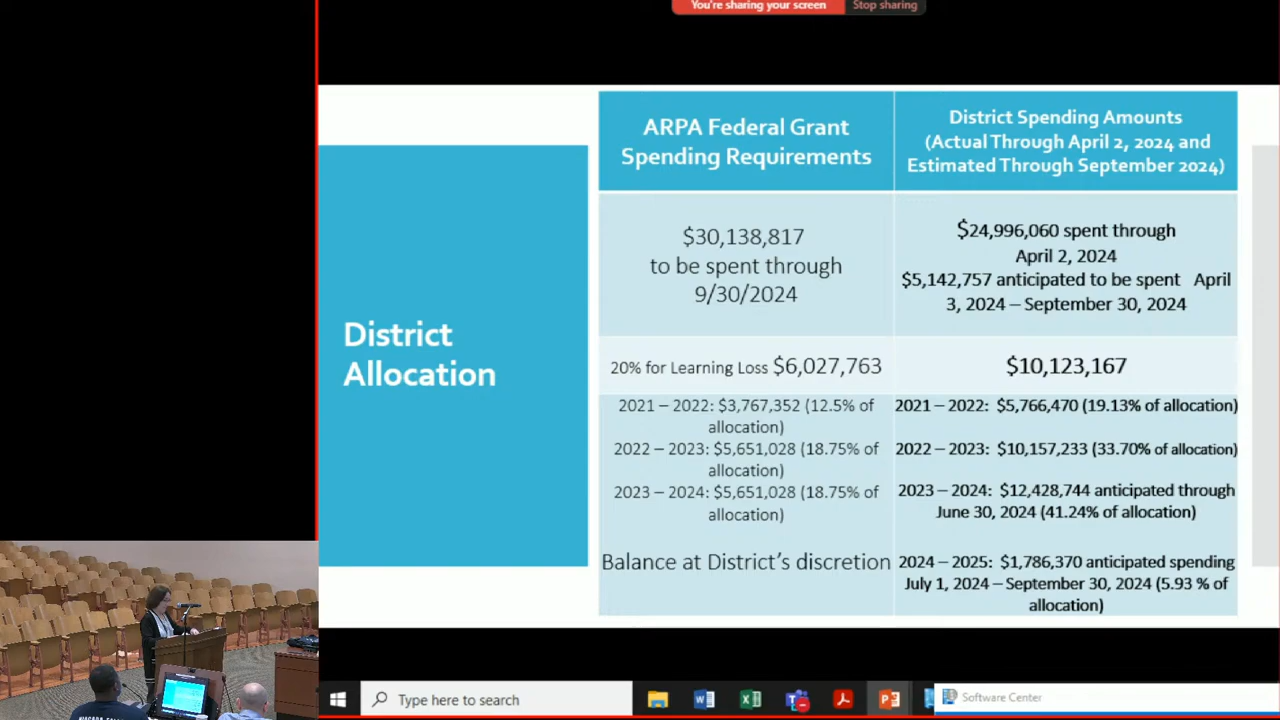 You're sharing your screen
Stop sharing
ARPA Federal Grant
Spending Requirements
District Spending Amounts
(Actual Through April 2, 2024 and
Estimated Through September 2024)
District
Allocation
$30,138,817
to be spent through
9/30/2024
$24,996,060 spent through
April 2, 2024
$5,142,757 anticipated to be spent April
3, 2024 – September 30, 2024
20% for Learning Loss $6,027,763
$10,123,167
2021 – 2022: $3,767,352 (12.5% of
allocation)
2022 – 2023: $5,651,028 (18.75% of
allocation)
2023 – 2024: $5,651,028 (18.75% of
allocation)
Balance at District's discretion
2021 – 2022: $5,766,470 (19.13% of allocation)
2022 – 2023: $10,157,233 (33.70% of allocation)
2023 – 2024: $12,428,744 anticipated through
June 30, 2024 (41.24% of allocation)
2024 – 2025: $1,786,370 anticipated spending
July 1, 2024 – September 30, 2024 (5.93 % of
allocation)
Type here to search
Software Center